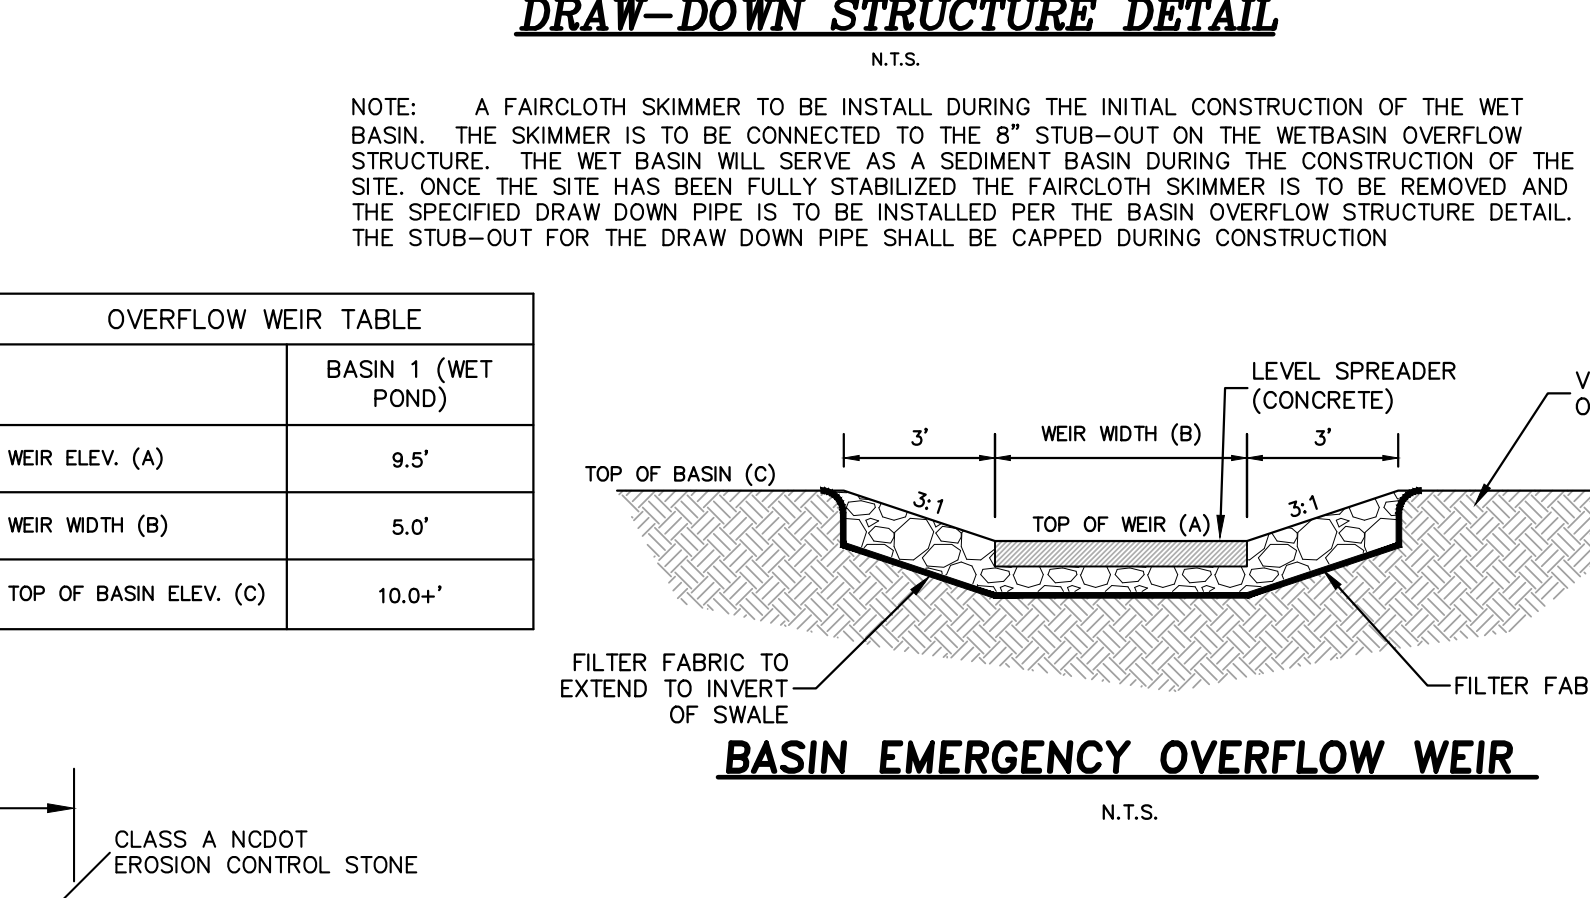 DRAW-DOWN STRUCTURE DETAIL
N.T.S.
NOTE: A FAIRCLOTH SKIMMER TO BE INSTALL DURING THE INITIAL CONSTRUCTION OF THE WET
BASIN. THE SKIMMER IS TO BE CONNECTED TO THE 8" STUB-OUT ON THE WETBASIN OVERFLOW
STRUCTURE. THE WET BASIN WILL SERVE AS A SEDIMENT BASIN DURING THE CONSTRUCTION OF THE
SITE. ONCE THE SITE HAS BEEN FULLY STABILIZED THE FAIRCLOTH SKIMMER IS TO BE REMOVED AND
THE SPECIFIED DRAW DOWN PIPE IS TO BE INSTALLED PER THE BASIN OVERFLOW STRUCTURE DETAIL.
THE STUB-OUT FOR THE DRAW DOWN PIPE SHALL BE CAPPED DURING CONSTRUCTION
OVERFLOW WEIR TABLE
BASIN 1 (WET
POND)
WEIR ELEV. (A) 9.5'
WEIR WIDTH (B) 5.0'
TOP OF BASIN ELEV. (C) 10.0+'
LEVEL SPREADER
(CONCRETE)
3' WEIR WIDTH (B) 3'
TOP OF BASIN (C)
3:1 3:1
TOP OF WEIR (A)
FILTER FABRIC TO
EXTEND TO INVERT
OF SWALE
FILTER FAB
BASIN EMERGENCY OVERFLOW WEIR
N.T.S.
CLASS A NCDOT
EROSION CONTROL STONE